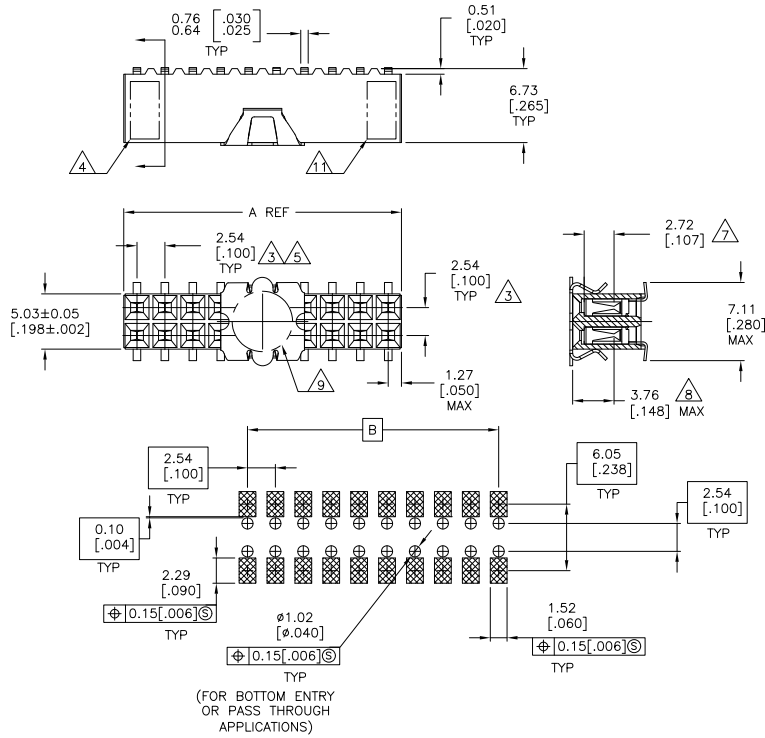 0.76 [.030
0.64 .025]
TYP
0.51
[.020]
TYP
6.73
[.265]
TYP
4
11
A REF
2.54
[.100] 3 5
TYP
2.54
[.100] 3
TYP
5.03±0.05
[.198±.002]
9
1.27
[.050]
MAX
2.72
[.107] 7
7.11
[.280]
MAX
3.76 8
[.148] MAX
B
2.54
[.100]
TYP
6.05
[.238]
TYP
2.54
[.100]
TYP
0.10
[.004]
TYP
2.29
[.090]
⌖ 0.15[.006]Ⓢ
TYP
ø1.02
[ø.040]
⌖ 0.15[.006]Ⓢ
TYP
(FOR BOTTOM ENTRY
OR PASS THROUGH
APPLICATIONS)
1.52
[.060]
⌖ 0.15[.006]Ⓢ
TYP